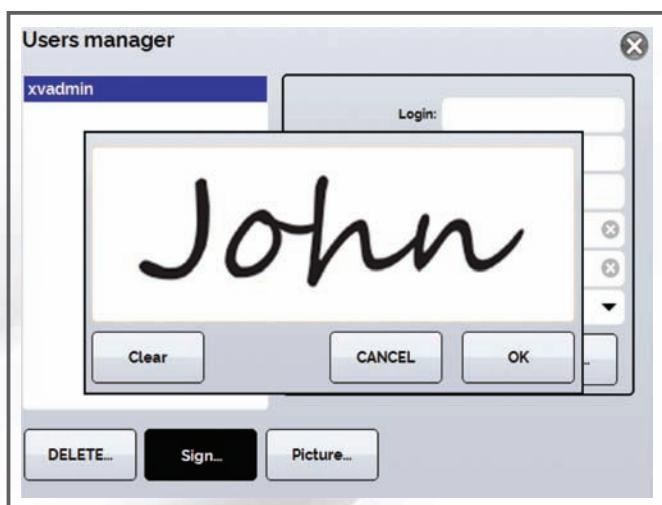 Users manager
xvadmin
Login:
John
Clear CANCEL OK ...
DELETE... Sign... Picture...